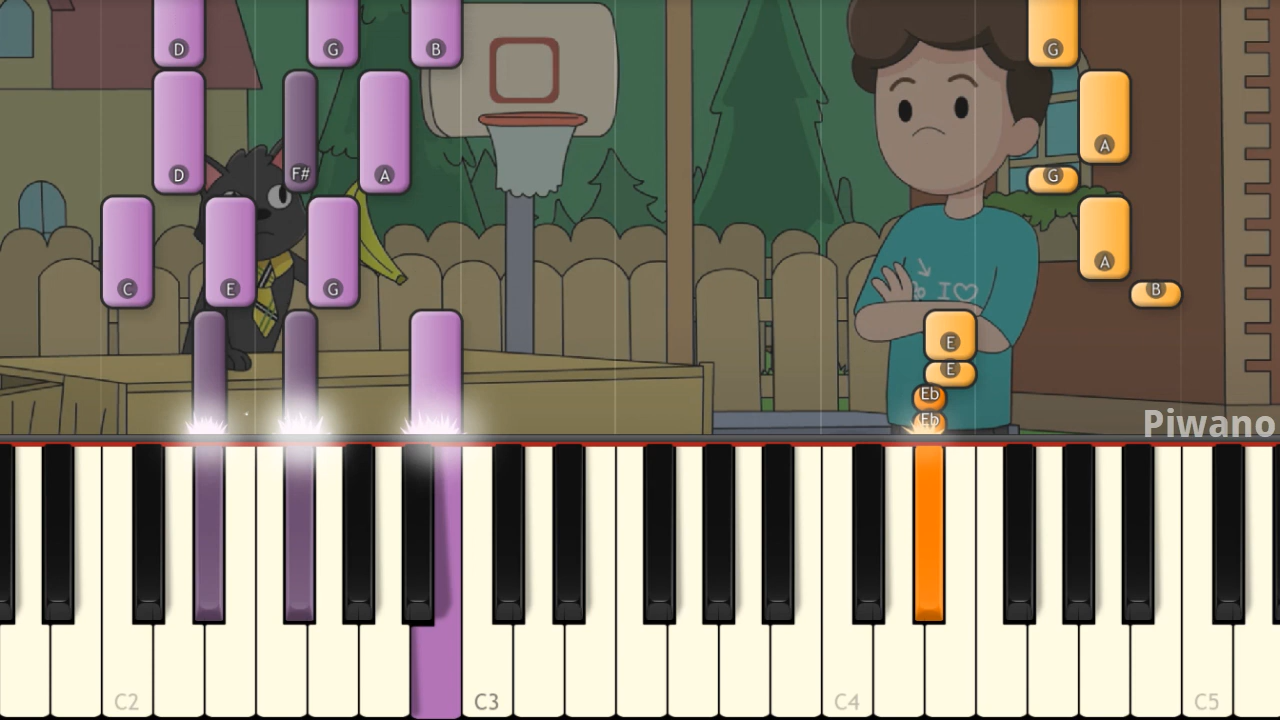 D G B G
D F# A A
G
C E G A
B
E
E
Eb
Eb
I♡
Piwano
C2 C3 C4 C5